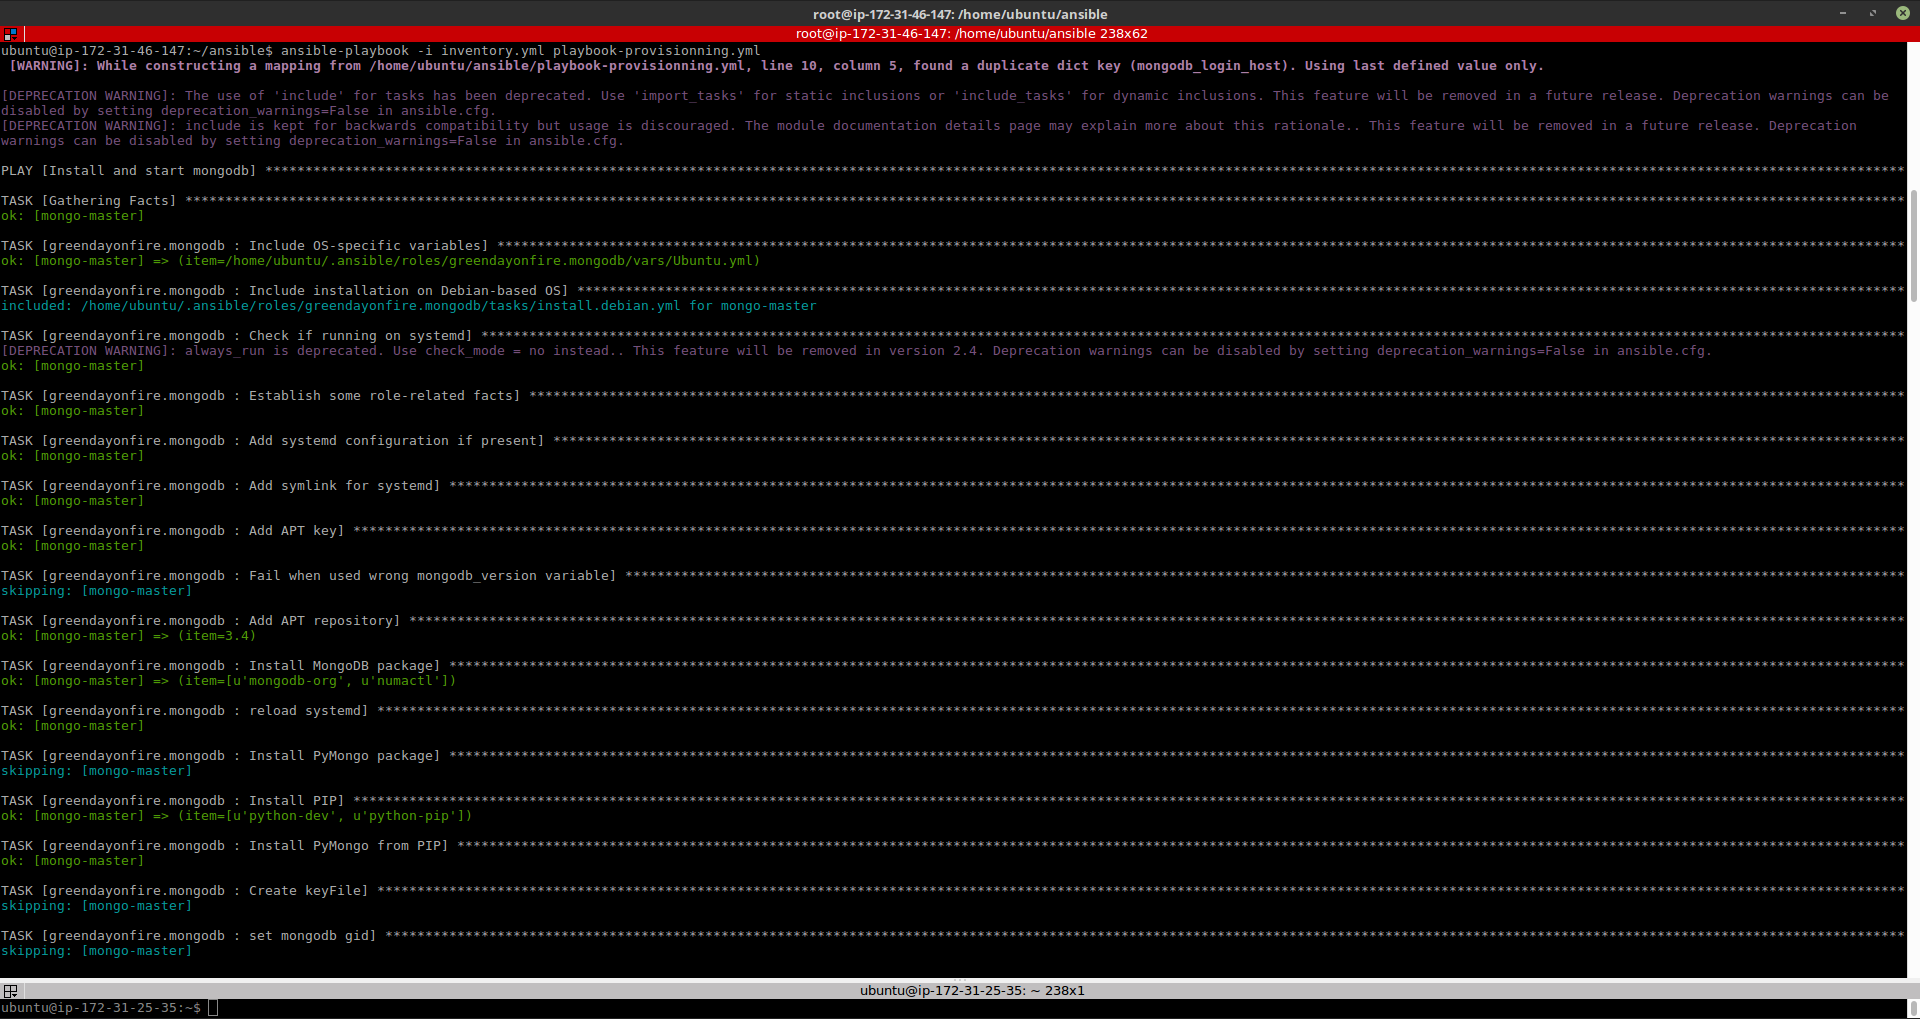 root@ip-172-31-46-147: /home/ubuntu/ansible
root@ip-172-31-46-147: /home/ubuntu/ansible 238x62
ubuntu@ip-172-31-46-147:~/ansible$ ansible-playbook -i inventory.yml playbook-provisionning.yml
[WARNING]: While constructing a mapping from /home/ubuntu/ansible/playbook-provisionning.yml, line 10, column 5, found a duplicate dict key (mongodb_login_host). Using last defined value only.
[DEPRECATION WARNING]: The use of 'include' for tasks has been deprecated. Use 'import_tasks' for static inclusions or 'include_tasks' for dynamic inclusions. This feature will be removed in a future release. Deprecation warnings can be
disabled by setting deprecation_warnings=False in ansible.cfg.
[DEPRECATION WARNING]: include is kept for backwards compatibility but usage is discouraged. The module documentation details page may explain more about this rationale.. This feature will be removed in a future release. Deprecation
warnings can be disabled by setting deprecation_warnings=False in ansible.cfg.
PLAY [Install and start mongodb] ****
TASK [Gathering Facts] ****
ok: [mongo-master]
TASK [greendayonfire.mongodb : Include OS-specific variables] ****
ok: [mongo-master] => (item=/home/ubuntu/.ansible/roles/greendayonfire.mongodb/vars/Ubuntu.yml)
TASK [greendayonfire.mongodb : Include installation on Debian-based OS] ****
included: /home/ubuntu/.ansible/roles/greendayonfire.mongodb/tasks/install.debian.yml for mongo-master
TASK [greendayonfire.mongodb : Check if running on systemd] ****
[DEPRECATION WARNING]: always_run is deprecated. Use check_mode = no instead.. This feature will be removed in version 2.4. Deprecation warnings can be disabled by setting deprecation_warnings=False in ansible.cfg.
ok: [mongo-master]
TASK [greendayonfire.mongodb : Establish some role-related facts] ****
ok: [mongo-master]
TASK [greendayonfire.mongodb : Add systemd configuration if present] ****
ok: [mongo-master]
TASK [greendayonfire.mongodb : Add symlink for systemd] ****
ok: [mongo-master]
TASK [greendayonfire.mongodb : Add APT key] ****
ok: [mongo-master]
TASK [greendayonfire.mongodb : Fail when used wrong mongodb_version variable] ****
skipping: [mongo-master]
TASK [greendayonfire.mongodb : Add APT repository] ****
ok: [mongo-master] => (item=3.4)
TASK [greendayonfire.mongodb : Install MongoDB package] ****
ok: [mongo-master] => (item=[u'mongodb-org', u'numactl'])
TASK [greendayonfire.mongodb : reload systemd] ****
ok: [mongo-master]
TASK [greendayonfire.mongodb : Install PyMongo package] ****
skipping: [mongo-master]
TASK [greendayonfire.mongodb : Install PIP] ****
ok: [mongo-master] => (item=[u'python-dev', u'python-pip'])
TASK [greendayonfire.mongodb : Install PyMongo from PIP] ****
ok: [mongo-master]
TASK [greendayonfire.mongodb : Create keyFile] ****
skipping: [mongo-master]
TASK [greendayonfire.mongodb : set mongodb gid] ****
skipping: [mongo-master]
ubuntu@ip-172-31-25-35: ~ 238x1
ubuntu@ip-172-31-25-35:~$